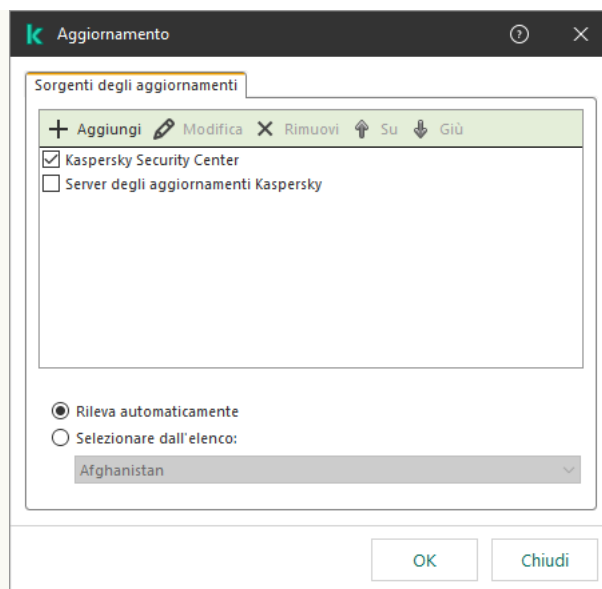 Aggiornamento
Sorgenti degli aggiornamenti
Aggiungi Modifica Rimuovi Su Giù
Kaspersky Security Center
Server degli aggiornamenti Kaspersky
Rileva automaticamente
Selezionare dall'elenco:
Afghanistan
OK Chiudi